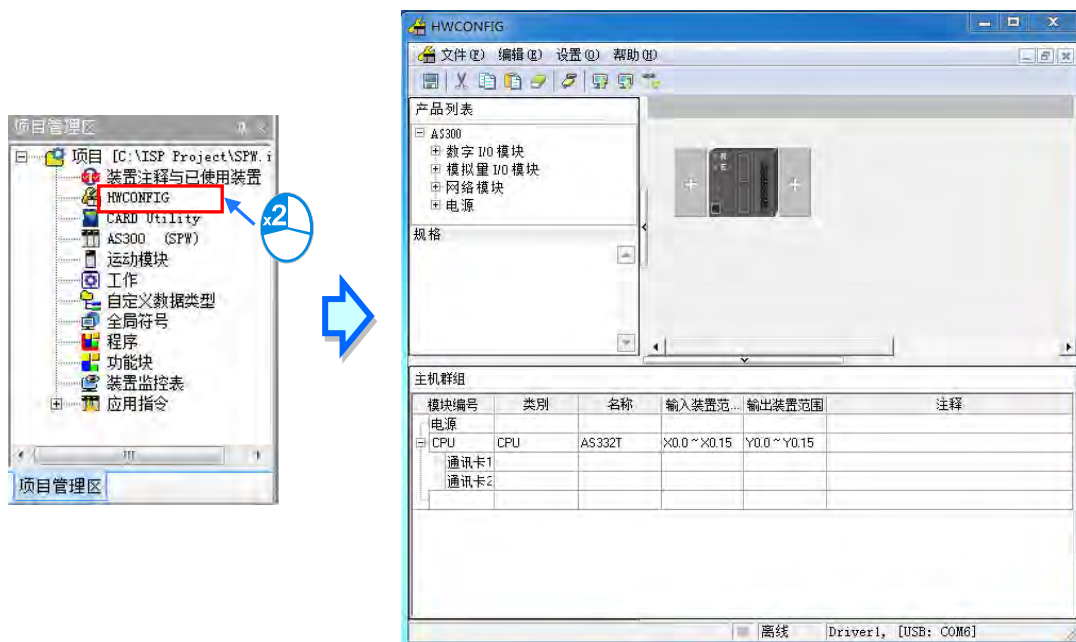 项目管理区
项目 [C:\ISP Project\SPW.i
装置注释与已使用装置
HWCONFIG
CARD Utility
AS300 (SPW)
运动模块
工作
自定义数据类型
全局符号
程序
功能块
装置监控表
应用指令
项目管理区
x2
HWCONFIG
文件(F) 编辑(E) 设置(O) 帮助(H)
产品列表
AS300
数字 I/O 模块
模拟量 I/O 模块
网络模块
电源
规格
主机群组
模块编号 类别 名称 输入装置范... 输出装置范围 注释
电源
CPU CPU AS332T X0.0 ~ X0.15 Y0.0 ~ Y0.15
通讯卡1
通讯卡2
离线 Driver1, [USB: COM6]